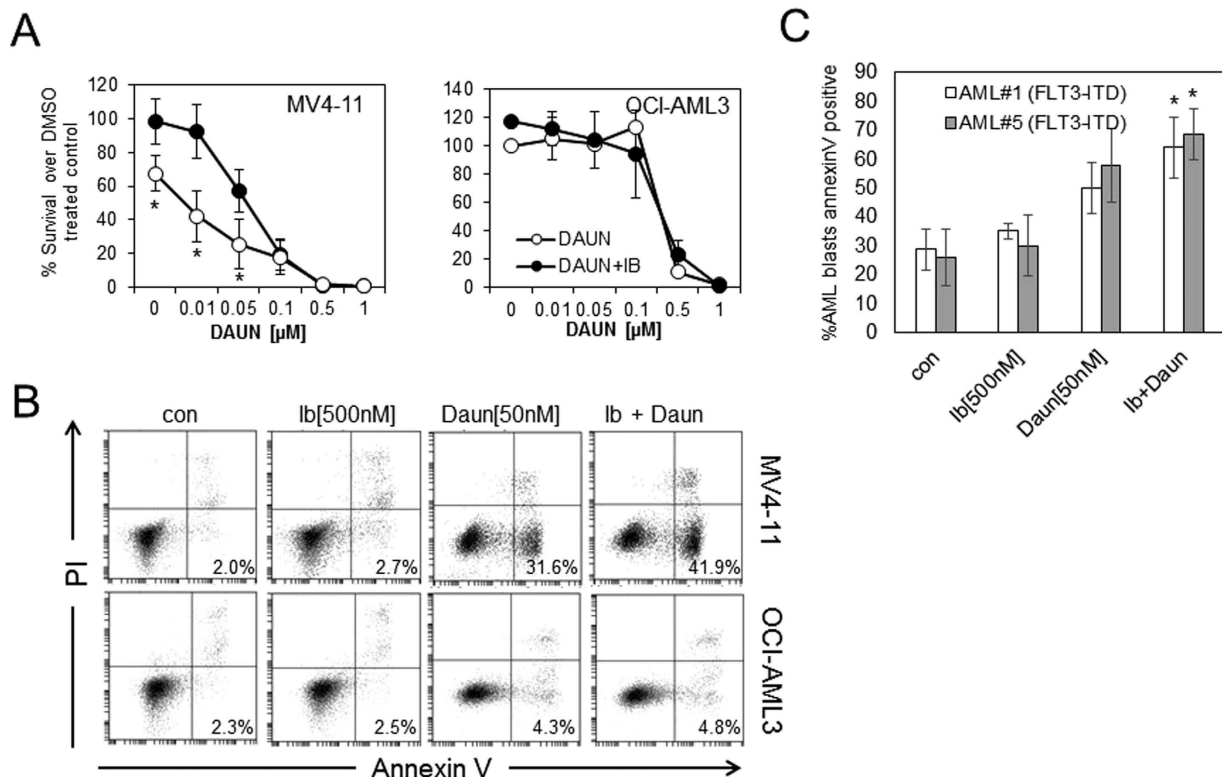 A
% Survival over DMSO
treated control
120
100
80
60
40
20
0
MV4-11
*
*
*
0 0.01 0.05 0.1 0.5 1
DAUN [µM]
140
120
100
80
60
40
20
0
OCI-AML3
DAUN
DAUN+IB
0 0.01 0.05 0.1 0.5 1
DAUN [µM]
B
con Ib[500nM] Daun[50nM] Ib + Daun
2.0% 2.7% 31.6% 41.9%
MV4-11
2.3% 2.5% 4.3% 4.8%
OCI-AML3
PI
Annexin V
C
%AML blasts annexinV positive
90
80
70
60
50
40
30
20
10
0
AML#1 (FLT3-ITD)
AML#5 (FLT3-ITD)
* *
con Ib[500nM] Daun[50nM] Ib+Daun